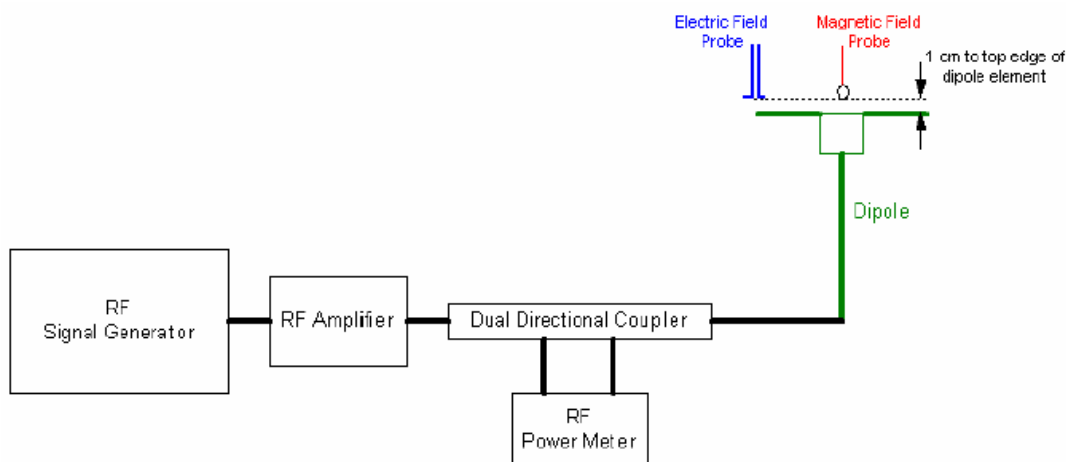 Electric Field
Probe
Magnetic Field
Probe
1 cm to top edge of
dipole element
Dipole
RF
Signal Generator
RF Amplifier
Dual Directional Coupler
RF
Power Meter